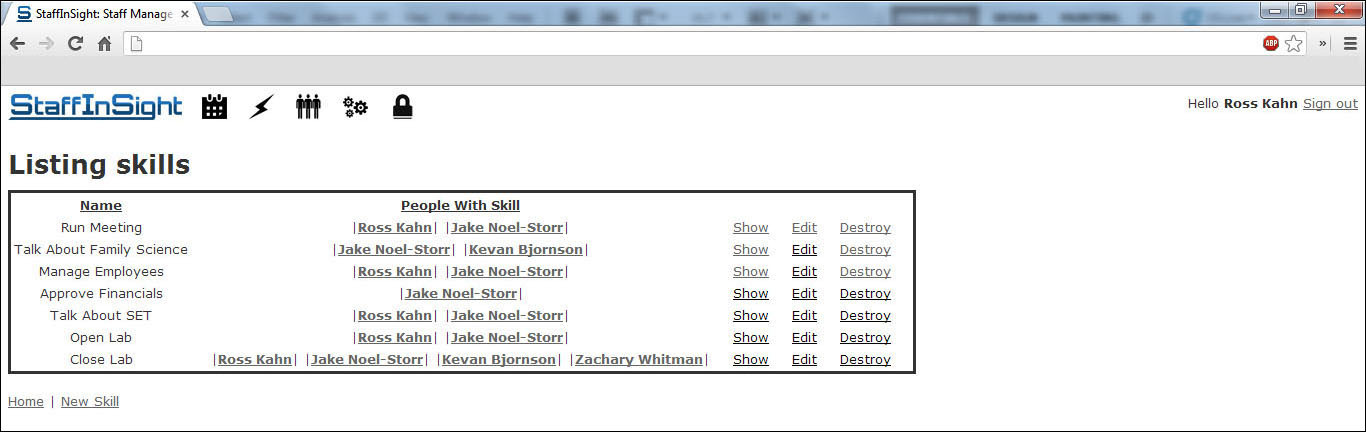 StaffInSight: Staff Manage
ABP
StaffInSight
Hello Ross Kahn Sign out
Listing skills
Name People With Skill
Run Meeting |Ross Kahn| |Jake Noel-Storr| Show Edit Destroy
Talk About Family Science |Jake Noel-Storr| |Kevan Bjornson| Show Edit Destroy
Manage Employees |Ross Kahn| |Jake Noel-Storr| Show Edit Destroy
Approve Financials |Jake Noel-Storr| Show Edit Destroy
Talk About SET |Ross Kahn| |Jake Noel-Storr| Show Edit Destroy
Open Lab |Ross Kahn| |Jake Noel-Storr| Show Edit Destroy
Close Lab |Ross Kahn| |Jake Noel-Storr| |Kevan Bjornson| |Zachary Whitman| Show Edit Destroy
Home | New Skill